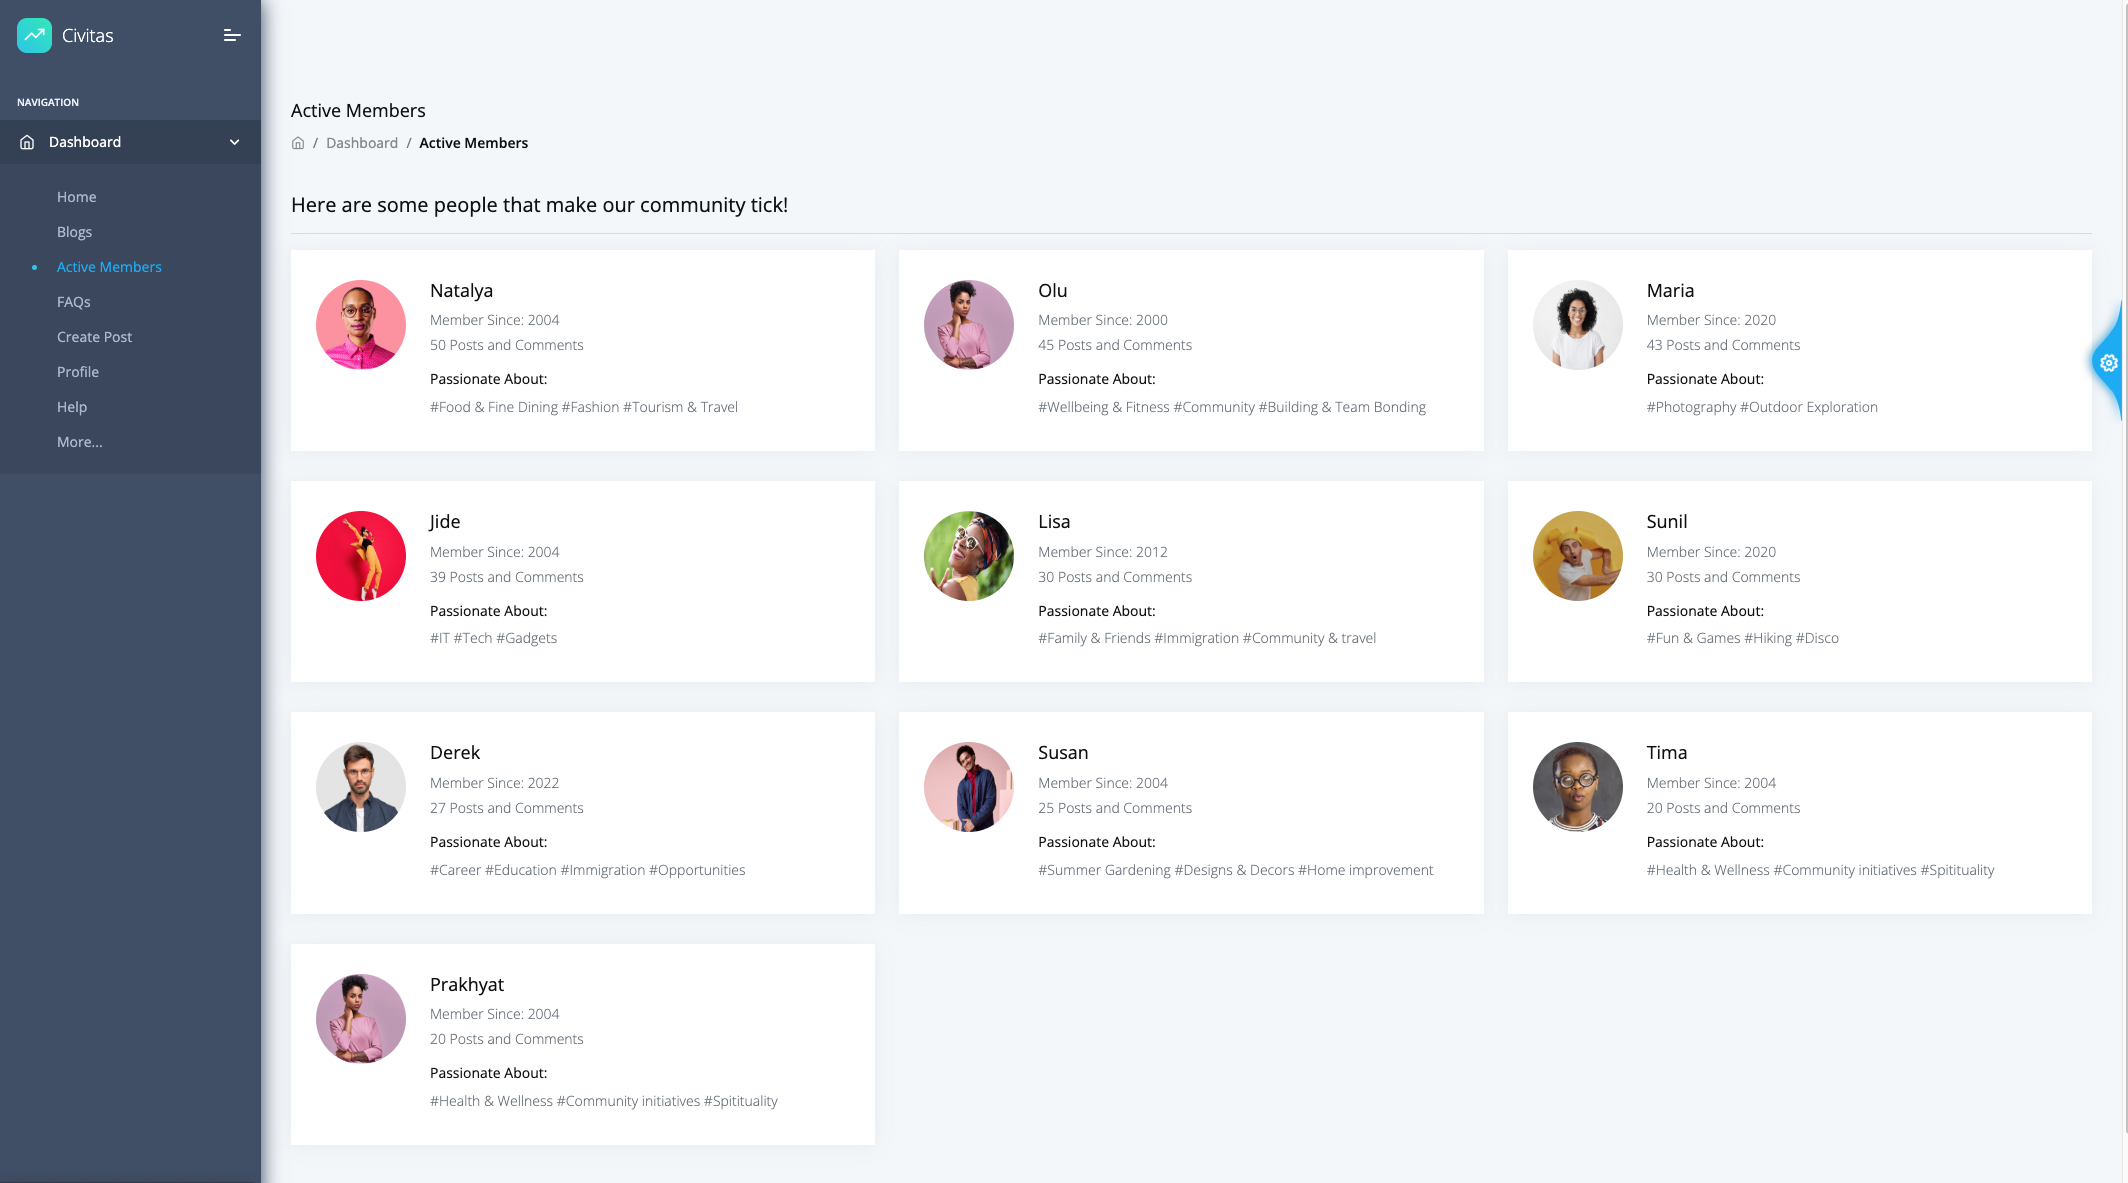 Civitas
NAVIGATION
Dashboard
Home
Blogs
Active Members
FAQs
Create Post
Profile
Help
More...
Active Members
/ Dashboard / Active Members
Here are some people that make our community tick!
Natalya
Member Since: 2004
50 Posts and Comments
Passionate About:
#Food & Fine Dining #Fashion #Tourism & Travel
Olu
Member Since: 2000
45 Posts and Comments
Passionate About:
#Wellbeing & Fitness #Community #Building & Team Bonding
Maria
Member Since: 2020
43 Posts and Comments
Passionate About:
#Photography #Outdoor Exploration
Jide
Member Since: 2004
39 Posts and Comments
Passionate About:
#IT #Tech #Gadgets
Lisa
Member Since: 2012
30 Posts and Comments
Passionate About:
#Family & Friends #Immigration #Community & travel
Sunil
Member Since: 2020
30 Posts and Comments
Passionate About:
#Fun & Games #Hiking #Disco
Derek
Member Since: 2022
27 Posts and Comments
Passionate About:
#Career #Education #Immigration #Opportunities
Susan
Member Since: 2004
25 Posts and Comments
Passionate About:
#Summer Gardening #Designs & Decors #Home improvement
Tima
Member Since: 2004
20 Posts and Comments
Passionate About:
#Health & Wellness #Community initiatives #Spitituality
Prakhyat
Member Since: 2004
20 Posts and Comments
Passionate About:
#Health & Wellness #Community initiatives #Spitituality